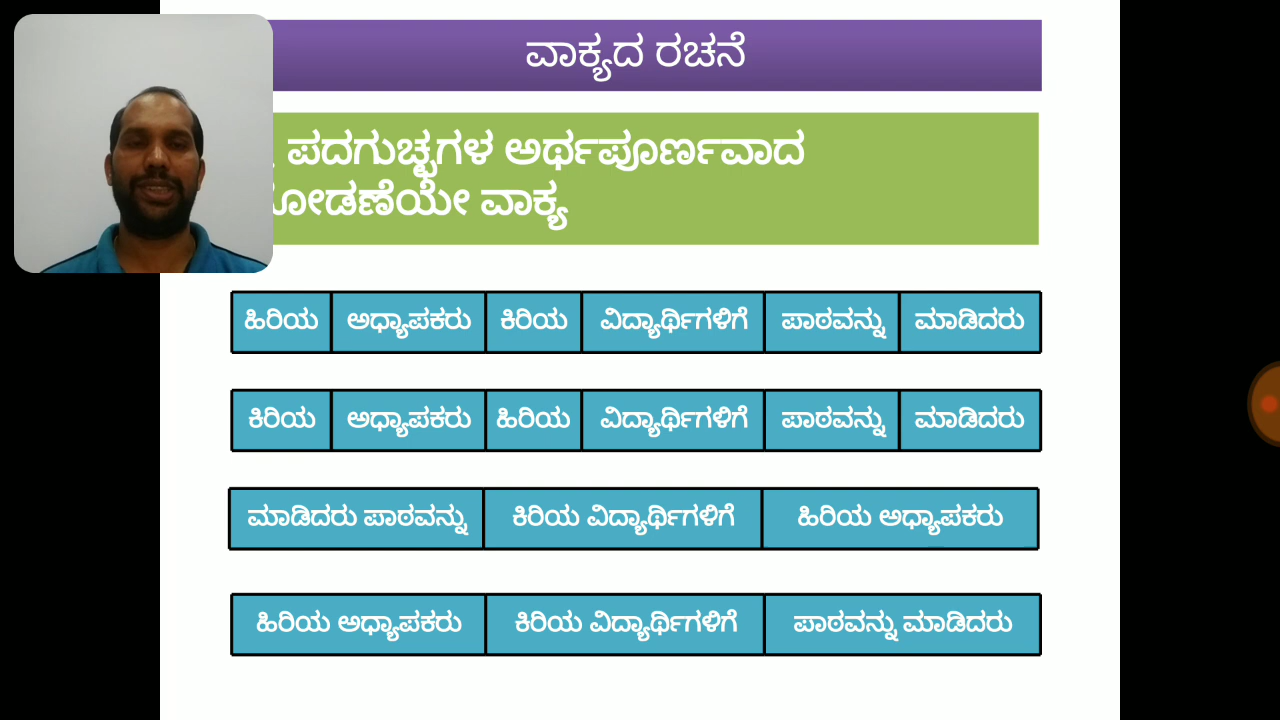 ವಾಕ್ಯದ ರಚನೆ
ಪದಗುಚ್ಛಗಳ ಅರ್ಥಪೂರ್ಣವಾದ
ವಾಕ್ಯ
ಹಿರಿಯ ಅಧ್ಯಾಪಕರು ಕಿರಿಯ ವಿದ್ಯಾರ್ಥಿಗಳಿಗೆ ಪಾಠವನ್ನು ಮಾಡಿದರು
ಕಿರಿಯ ಅಧ್ಯಾಪಕರು ಹಿರಿಯ ವಿದ್ಯಾರ್ಥಿಗಳಿಗೆ ಪಾಠವನ್ನು ಮಾಡಿದರು
ಮಾಡಿದರು ಪಾಠವನ್ನು ಕಿರಿಯ ವಿದ್ಯಾರ್ಥಿಗಳಿಗೆ ಹಿರಿಯ ಅಧ್ಯಾಪಕರು
ಹಿರಿಯ ಅಧ್ಯಾಪಕರು ಕಿರಿಯ ವಿದ್ಯಾರ್ಥಿಗಳಿಗೆ ಪಾಠವನ್ನು ಮಾಡಿದರು